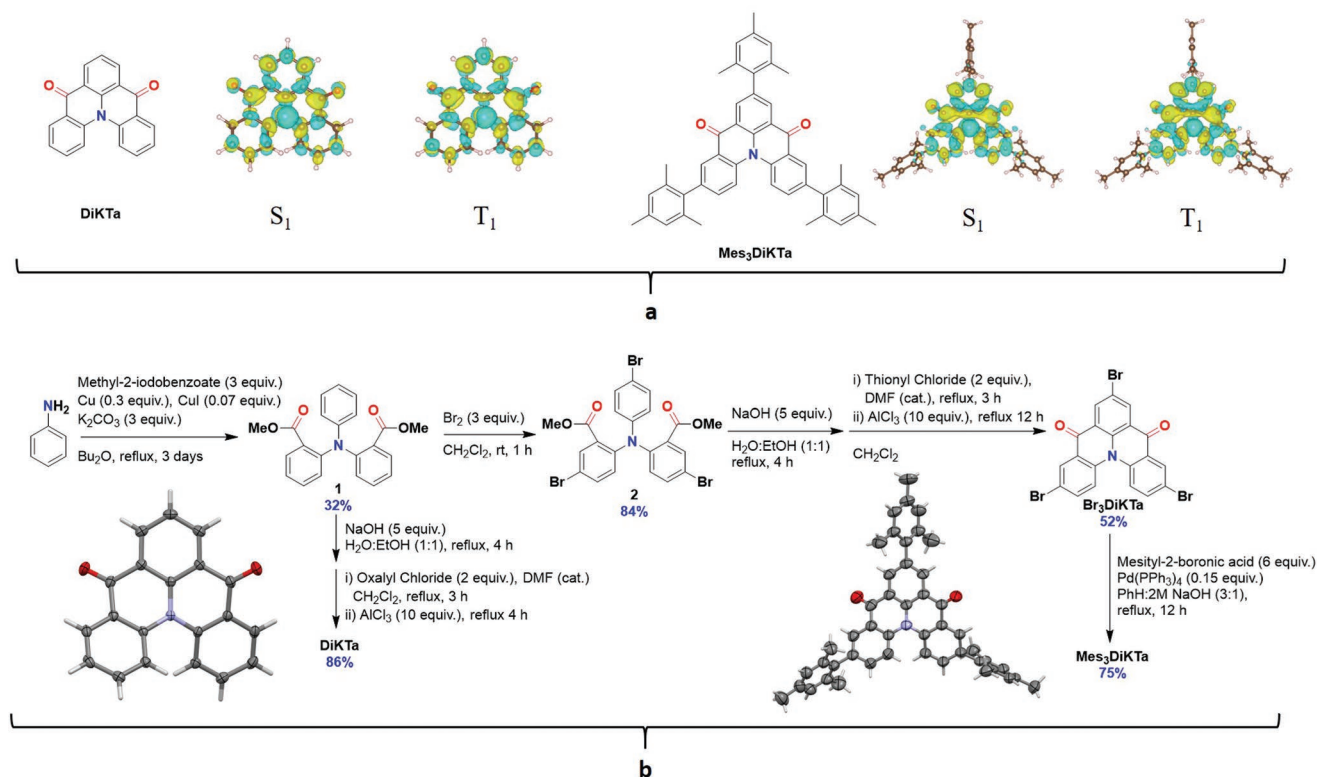 O
O
N
DiKTa
S1
T1
O
O
N
Mes3DiKTa
S1
T1
a
NH2
Methyl-2-iodobenzoate (3 equiv.)
Cu (0.3 equiv.), CuI (0.07 equiv.)
K2CO3 (3 equiv.)
Bu2O, reflux, 3 days
O
O
MeO
OMe
N
1
32%
Br2 (3 equiv.)
CH2Cl2, rt, 1 h
Br
O
O
MeO
OMe
N
Br
Br
2
84%
NaOH (5 equiv.)
H2O:EtOH (1:1)
reflux, 4 h
i) Thionyl Chloride (2 equiv.),
DMF (cat.), reflux, 3 h
ii) AlCl3 (10 equiv.), reflux 12 h
CH2Cl2
Br
O
O
N
Br
Br
Br3DiKTa
52%
NaOH (5 equiv.)
H2O:EtOH (1:1), reflux, 4 h
i) Oxalyl Chloride (2 equiv.), DMF (cat.)
CH2Cl2, reflux, 3 h
ii) AlCl3 (10 equiv.), reflux 4 h
DiKTa
86%
Mesityl-2-boronic acid (6 equiv.)
Pd(PPh3)4 (0.15 equiv.)
PhH:2M NaOH (3:1),
reflux, 12 h
Mes3DiKTa
75%
b